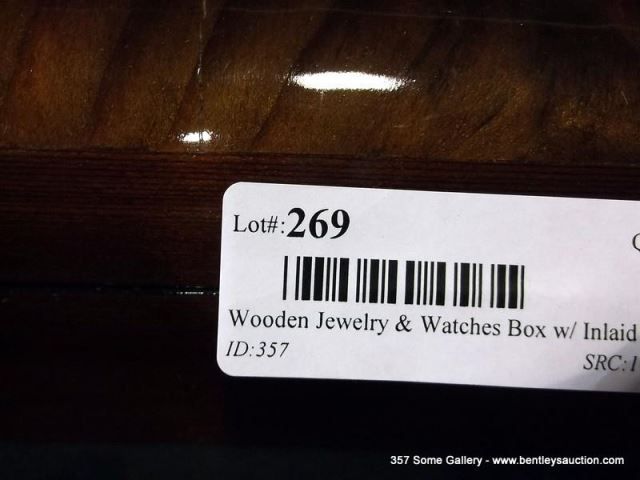 Lot#:269
Wooden Jewelry & Watches Box w/ Inlaid
ID:357
SRC:1
357 Some Gallery - www.bentleysauction.com